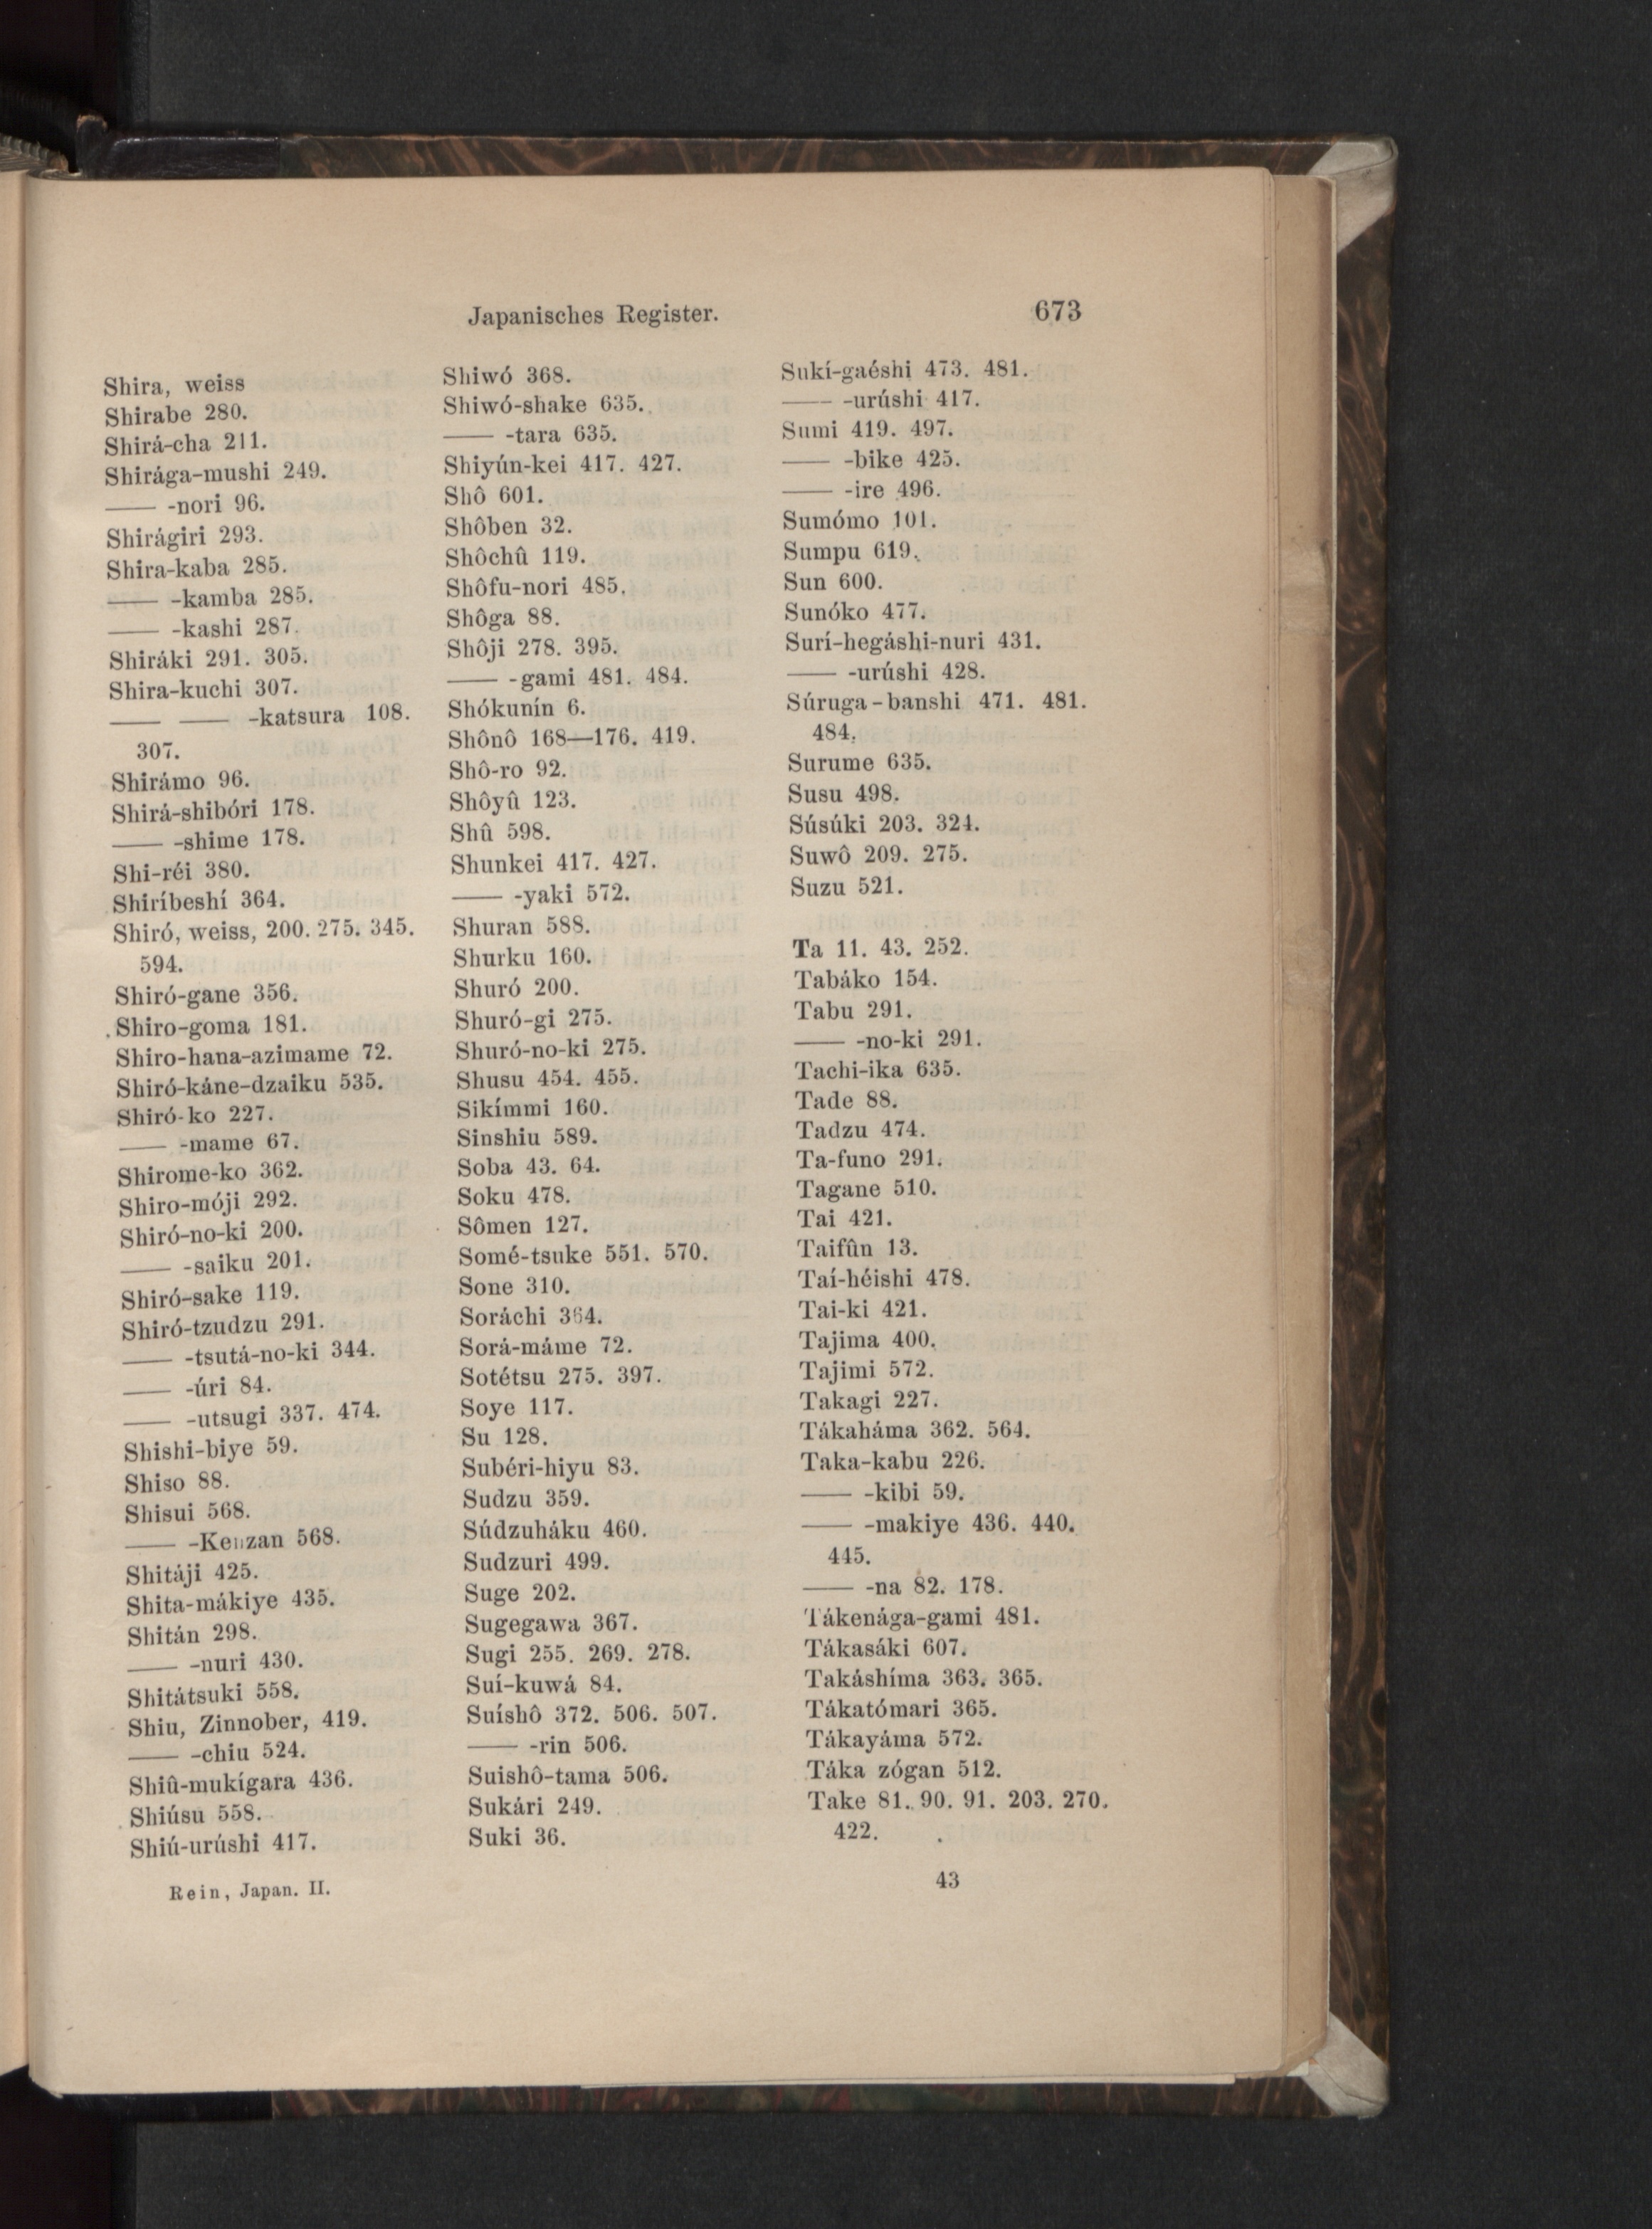 Japanisches Register.
673
Shira, weiss
Shirabe 280.
Shirá-cha 211.
Shirága-mushi 249.
—— -nori 96.
Shirágiri 293.
Shira-kaba 285.
—— -kamba 285.
—— -kashi 287.
Shiráki 291. 305.
Shira-kuchi 307.
—— —— -katsura 108.
307.
Shirámo 96.
Shirá-shibóri 178.
—— -shime 178.
Shi-réi 380.
Shiríbeshí 364.
Shiró, weiss, 200. 275. 345.
594.
Shiró-gane 356.
Shiro-goma 181.
Shiro-hana-azimame 72.
Shiró-káne-dzaiku 535.
Shiró-ko 227.
—— -mame 67.
Shirome-ko 362.
Shiro-móji 292.
Shiró-no-ki 200.
—— -saiku 201.
Shiró-sake 119.
Shiró-tzudzu 291.
—— -tsutá-no-ki 344.
—— -úri 84.
—— -utsugi 337. 474.
Shishi-biye 59.
Shiso 88.
Shisui 568.
—— -Kenzan 568.
Shitáji 425.
Shita-mákiye 435.
Shitán 298.
—— -nuri 430.
Shitátsuki 558.
Shiu, Zinnober, 419.
—— -chiu 524.
Shiû-mukígara 436.
Shiúsu 558.
Shiú-urúshi 417.
Shiwó 368.
Shiwó-shake 635.
—— -tara 635.
Shiyún-kei 417. 427.
Shô 601.
Shôben 32.
Shôchû 119.
Shôfu-nori 485.
Shôga 88.
Shôji 278. 395.
—— -gami 481. 484.
Shókunín 6.
Shônô 168—176. 419.
Shô-ro 92.
Shôyû 123.
Shû 598.
Shunkei 417. 427.
—— -yaki 572.
Shuran 588.
Shurku 160.
Shuró 200.
Shuró-gi 275.
Shuró-no-ki 275.
Shusu 454. 455.
Sikímmi 160.
Sinshiu 589.
Soba 43. 64.
Soku 478.
Sômen 127.
Somé-tsuke 551. 570.
Sone 310.
Soráchi 364.
Sorá-máme 72.
Sotétsu 275. 397.
Soye 117.
Su 128.
Subéri-hiyu 83.
Sudzu 359.
Súdzuháku 460.
Sudzuri 499.
Suge 202.
Sugegawa 367.
Sugi 255. 269. 278.
Suí-kuwá 84.
Suíshô 372. 506. 507.
—— -rin 506.
Suishô-tama 506.
Sukári 249.
Suki 36.
Sukí-gaéshi 473. 481.
—— -urúshi 417.
Sumi 419. 497.
—— -bike 425.
—— -ire 496.
Sumómo 101.
Sumpu 619.
Sun 600.
Sunóko 477.
Surí-hegáshi-nuri 431.
—— -urúshi 428.
Súruga-banshi 471. 481.
484.
Surume 635.
Susu 498.
Súsúki 203. 324.
Suwô 209. 275.
Suzu 521.
Ta 11. 43. 252.
Tabáko 154.
Tabu 291.
—— -no-ki 291.
Tachi-ika 635.
Tade 88.
Tadzu 474.
Ta-funo 291.
Tagane 510.
Tai 421.
Taifûn 13.
Taí-héishi 478.
Tai-ki 421.
Tajima 400.
Tajimi 572.
Takagi 227.
Tákaháma 362. 564.
Taka-kabu 226.
—— -kibi 59.
—— -makiye 436. 440.
445.
—— -na 82. 178.
Tákenága-gami 481.
Tákasáki 607.
Takáshíma 363. 365.
Tákatómari 365.
Tákayáma 572.
Táka zógan 512.
Take 81. 90. 91. 203. 270.
422.
Rein, Japan. II.
43